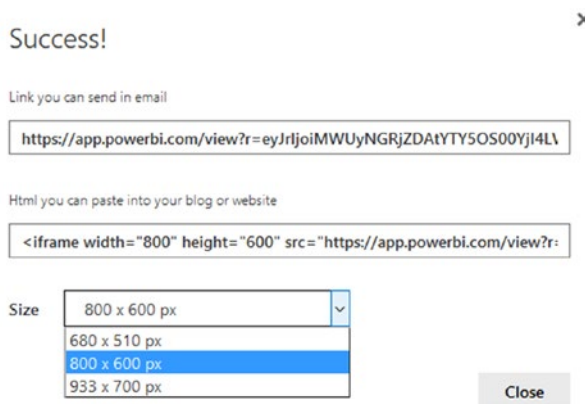 Success!
Link you can send in email
https://app.powerbi.com/view?r=eyJrIjoiMWUyNGRjZDAtYTY5OS00YjI4LV
Html you can paste into your blog or website
<iframe width="800" height="600" src="https://app.powerbi.com/view?r=
Size 800 x 600 px
680 x 510 px
800 x 600 px
933 x 700 px
Close